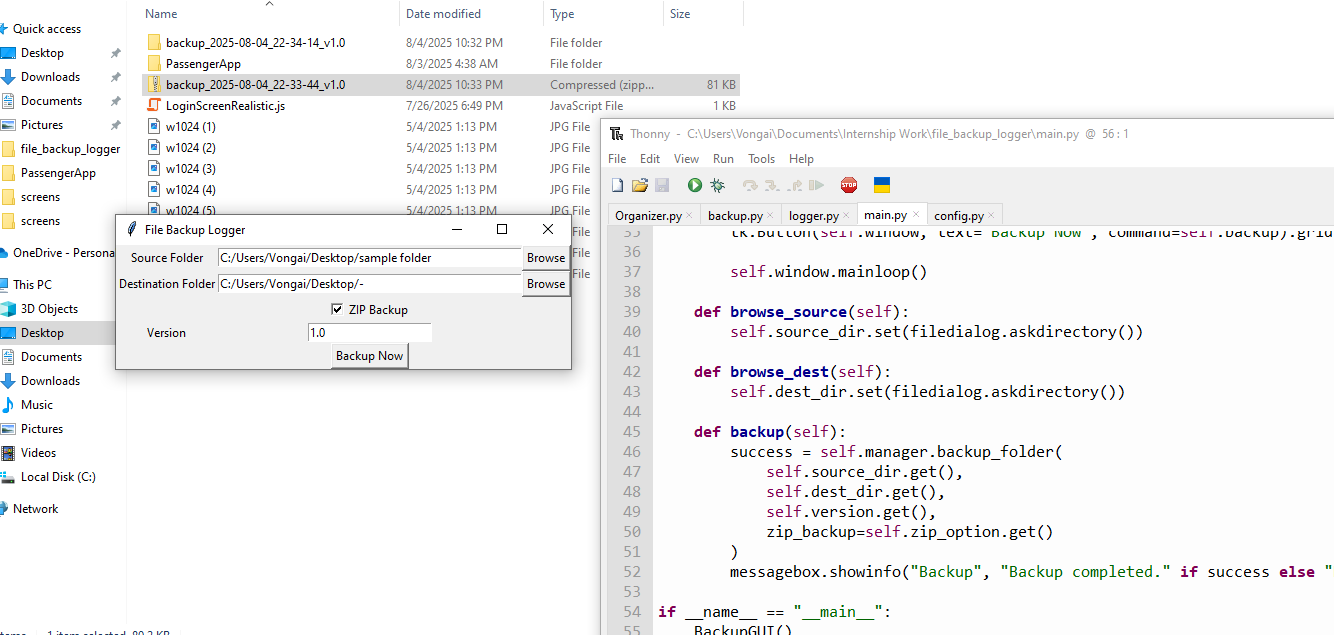 Name Date modified Type Size
Quick access
Desktop
Downloads
Documents
Pictures
file_backup_logger
PassengerApp
screens
screens
OneDrive - Persona
This PC
3D Objects
Desktop
Documents
Downloads
Music
Pictures
Videos
Local Disk (C:)
Network
backup_2025-08-04_22-34-14_v1.0 8/4/2025 10:32 PM File folder
PassengerApp 8/3/2025 4:38 AM File folder
backup_2025-08-04_22-33-44_v1.0 8/4/2025 10:33 PM Compressed (zipp... 81 KB
LoginScreenRealistic.js 7/26/2025 6:49 PM JavaScript File 1 KB
w1024 (1) 5/4/2025 1:13 PM JPG File
w1024 (2) 5/4/2025 1:13 PM JPG File
w1024 (3) 5/4/2025 1:13 PM JPG File
w1024 (4) 5/4/2025 1:13 PM JPG File
w1024 (5) 5/4/2025 1:13 PM JPG File
File
File
File
1 item selected 80.3 KB
File Backup Logger
Source Folder C:/Users/Vongai/Desktop/sample folder Browse
Destination Folder C:/Users/Vongai/Desktop/- Browse
ZIP Backup
Version 1.0
Backup Now
Th Thonny - C:\Users\Vongai\Documents\Internship Work\file_backup_logger\main.py @ 56 : 1
File Edit View Run Tools Help
STOP
Organizer.py × backup.py × logger.py × main.py × config.py ×
35 tk.Button(self.window, text="Backup Now", command=self.backup).grid
36
37 self.window.mainloop()
38
39 def browse_source(self):
40 self.source_dir.set(filedialog.askdirectory())
41
42 def browse_dest(self):
43 self.dest_dir.set(filedialog.askdirectory())
44
45 def backup(self):
46 success = self.manager.backup_folder(
47 self.source_dir.get(),
48 self.dest_dir.get(),
49 self.version.get(),
50 zip_backup=self.zip_option.get()
51 )
52 messagebox.showinfo("Backup", "Backup completed." if success else "
53
54 if __name__ == "__main__":
55 BackupGUI()